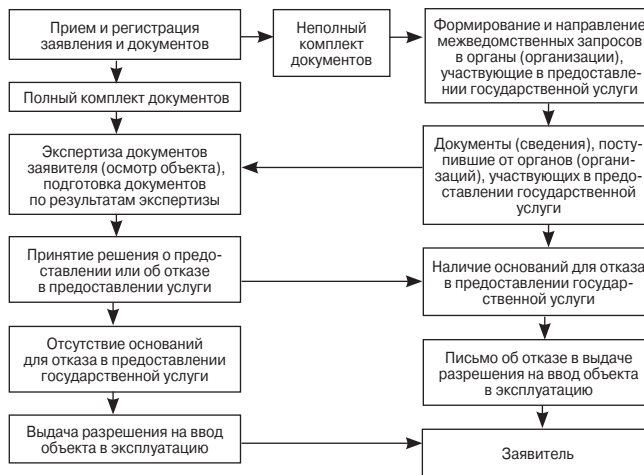 Прием и регистрация
заявления и документов
Неполный
комплект
документов
Формирование и направление
межведомственных запросов
в органы (организации),
участвующие в предоставле-
нии государственной услуги
Полный комплект документов
Экспертиза документов
заявителя (осмотр объекта),
подготовка документов
по результатам экспертизы
Документы (сведения), посту-
пившие от органов (органи-
заций), участвующих в предо-
ставлении государственной
услуги
Принятие решения о предо-
ставлении или об отказе
в предоставлении услуги
Наличие оснований для отказа
в предоставлении государ-
ственной услуги
Отсутствие оснований
для отказа в предоставлении
государственной услуги
Письмо об отказе в выдаче
разрешения на ввод объекта
в эксплуатацию
Выдача разрешения на ввод
объекта в эксплуатацию
Заявитель